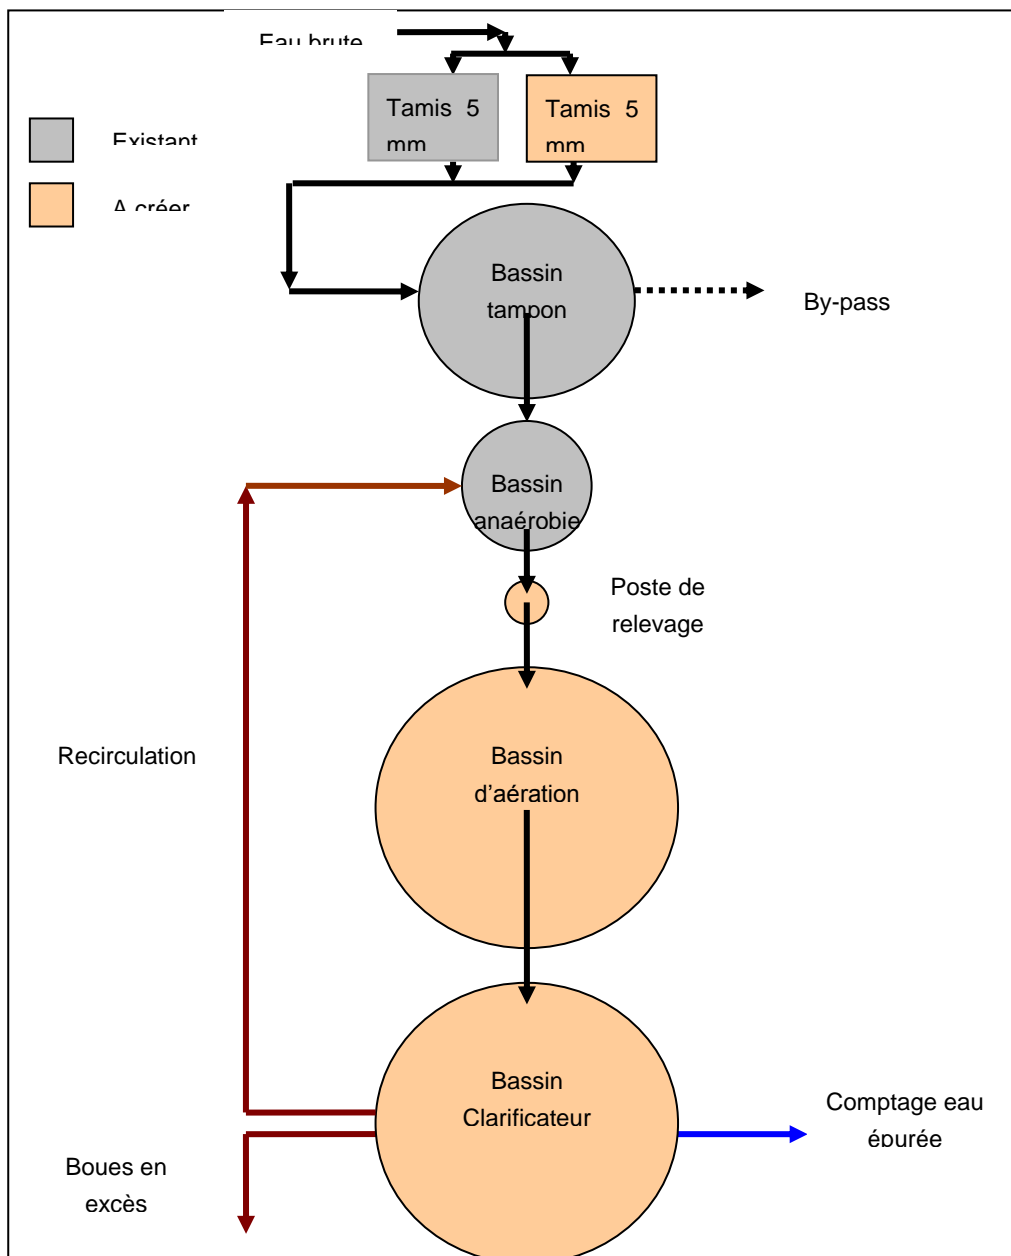 Eau brute
Tamis 5
mm
Tamis 5
mm
Existant
A créer
Bassin
tampon
By-pass
Bassin
anaérobie
Poste de
relevage
Bassin
d'aération
Recirculation
Bassin
Clarificateur
Comptage eau
épurée
Boues en
excès